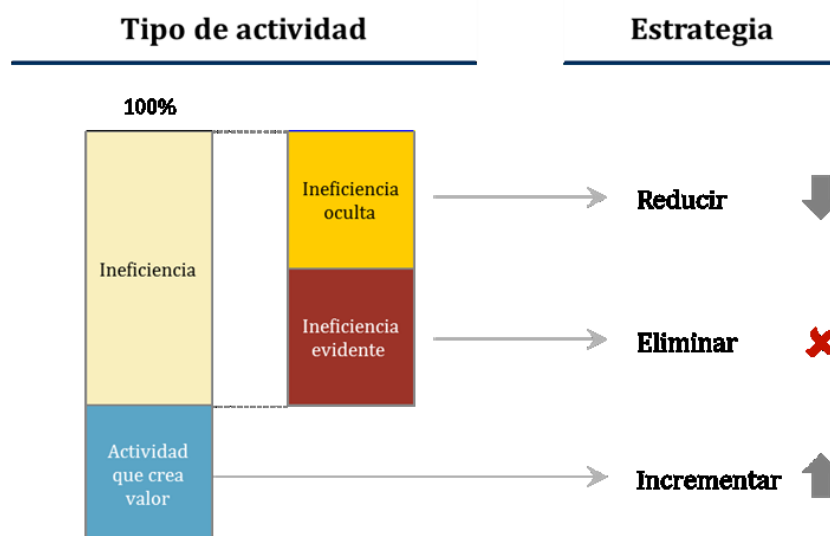 Tipo de actividad
Estrategia
100%
Ineficiencia
oculta
Reducir
Ineficiencia
Ineficiencia
evidente
Eliminar
Actividad
que crea
valor
Incrementar